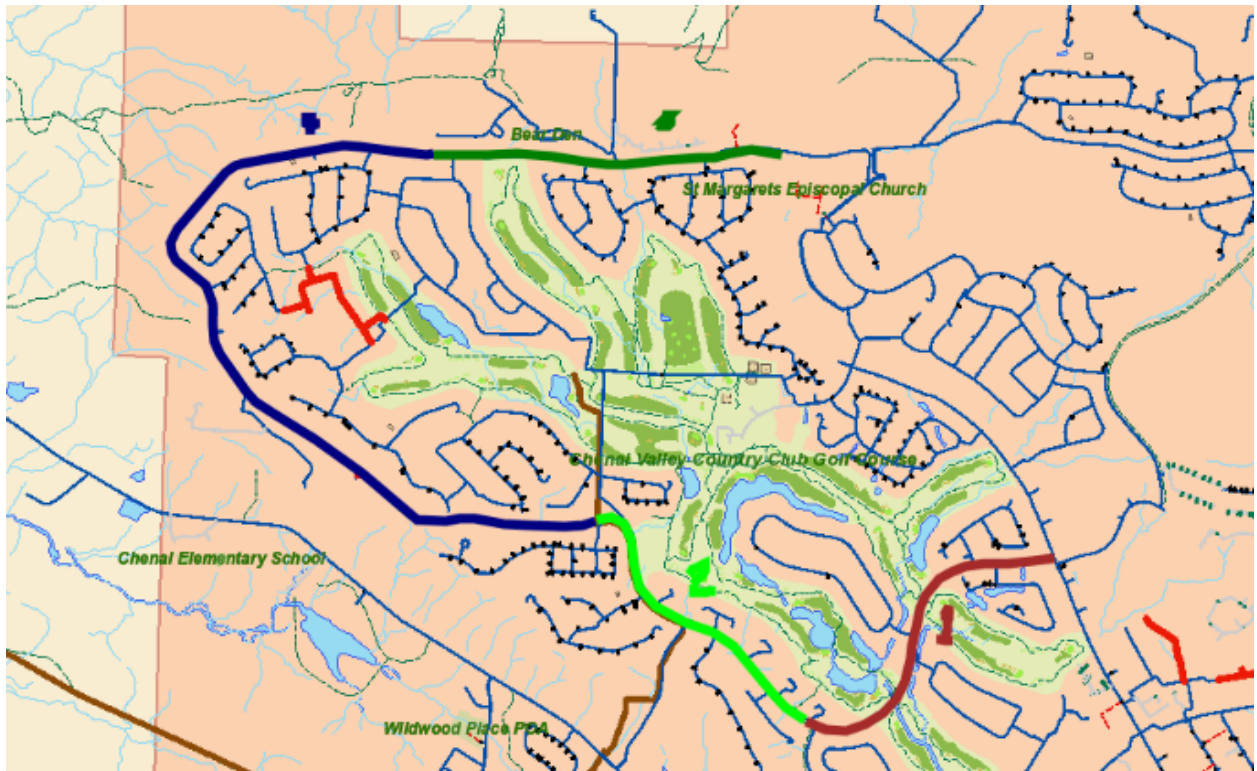 Bear Den
St Margarets Episcopal Church
Chenal Valley Country Club Golf Course
Chenal Elementary School
Wildwood Place PDA